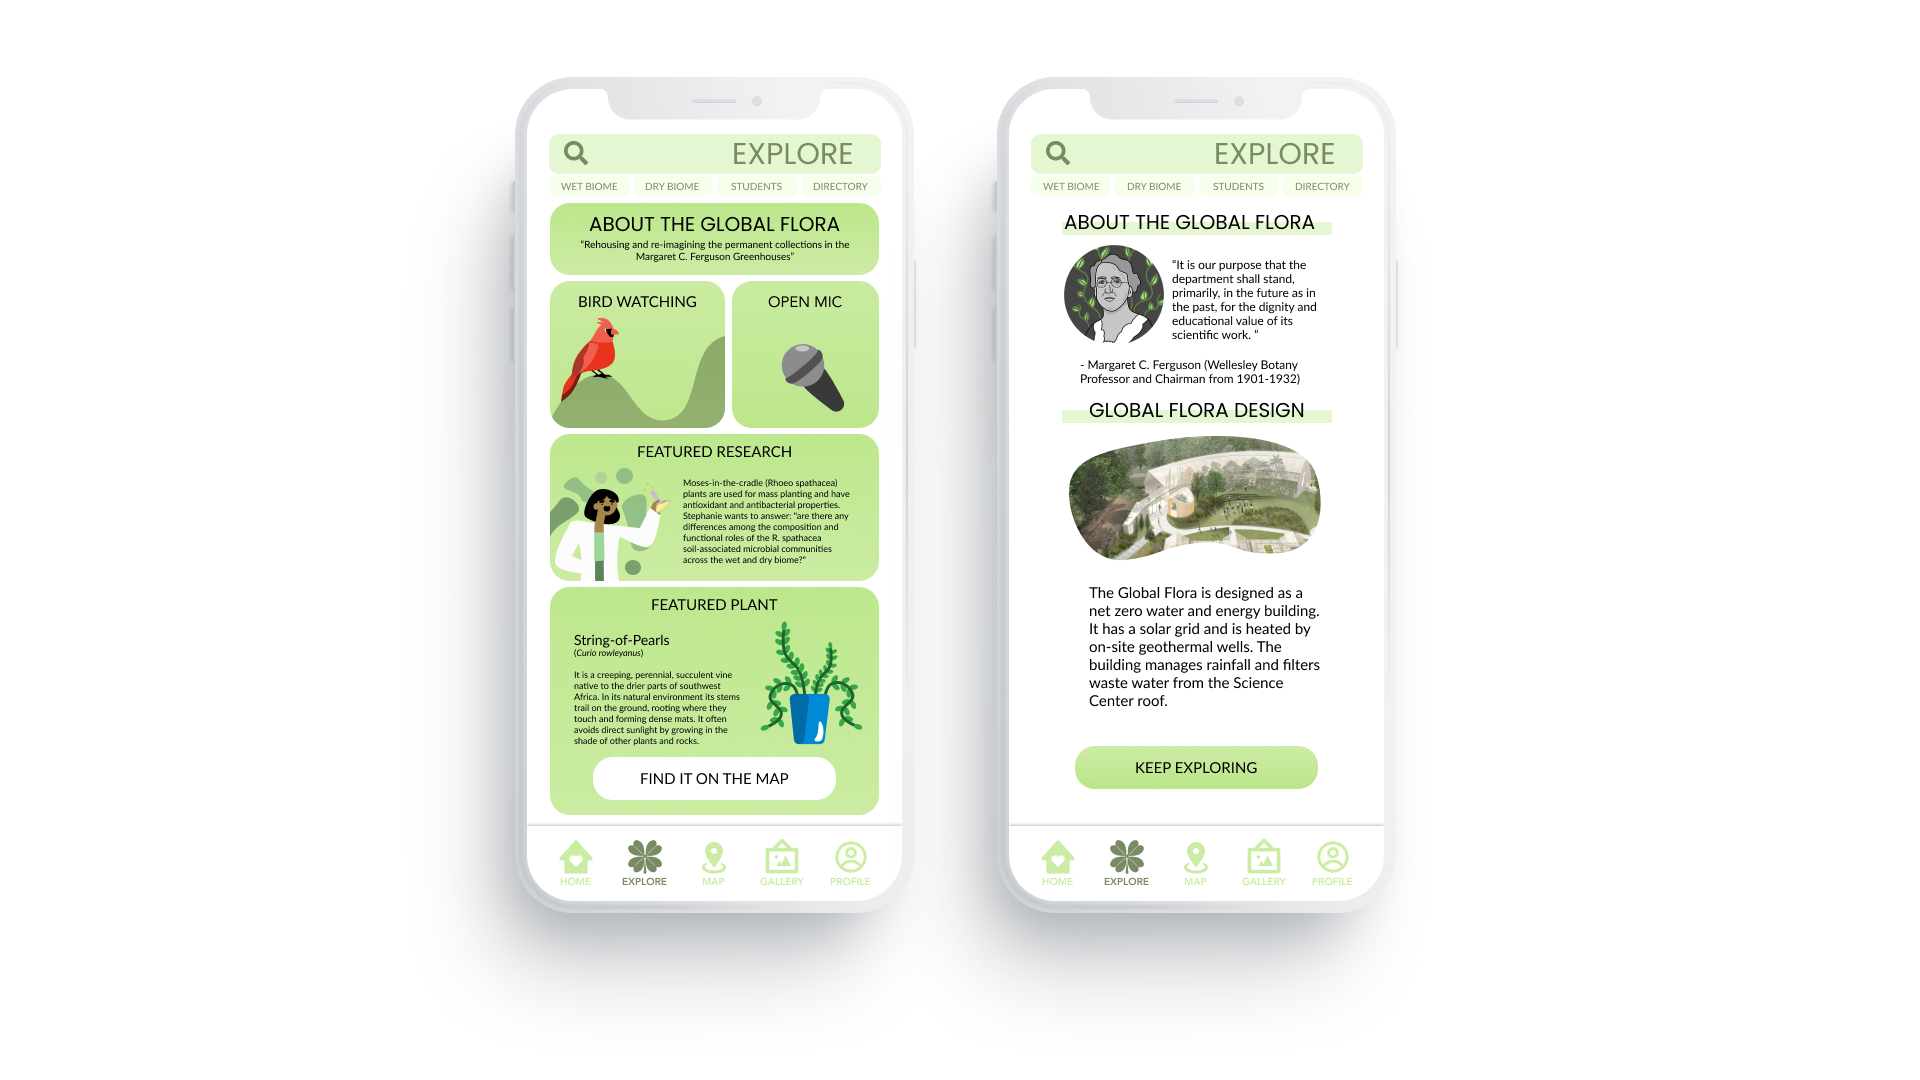 EXPLORE
WET BIOME DRY BIOME STUDENTS DIRECTORY
ABOUT THE GLOBAL FLORA
“Rehousing and re-imagining the permanent collections in the
Margaret C. Ferguson Greenhouses”
BIRD WATCHING
OPEN MIC
FEATURED RESEARCH
Moses-in-the-cradle (Rhoeo spathacea)
plants are used for mass planting and have
antioxidant and antibacterial properties.
Stephanie wants to answer: "are there any
differences among the composition and
functional roles of the R. spathacea
soil-associated microbial communities
across the wet and dry biome?"
FEATURED PLANT
String-of-Pearls
(Curio rowleyanus)
It is a creeping, perennial, succulent vine
native to the drier parts of southwest
Africa. In its natural environment its stems
trail on the ground, rooting where they
touch and forming dense mats. It often
avoids direct sunlight by growing in the
shade of other plants and rocks.
FIND IT ON THE MAP
HOME EXPLORE MAP GALLERY PROFILE
EXPLORE
WET BIOME DRY BIOME STUDENTS DIRECTORY
ABOUT THE GLOBAL FLORA
“It is our purpose that the
department shall stand,
primarily, in the future as in
the past, for the dignity and
educational value of its
scientific work. ”
- Margaret C. Ferguson (Wellesley Botany
Professor and Chairman from 1901-1932)
GLOBAL FLORA DESIGN
The Global Flora is designed as a
net zero water and energy building.
It has a solar grid and is heated by
on-site geothermal wells. The
building manages rainfall and filters
waste water from the Science
Center roof.
KEEP EXPLORING
HOME EXPLORE MAP GALLERY PROFILE